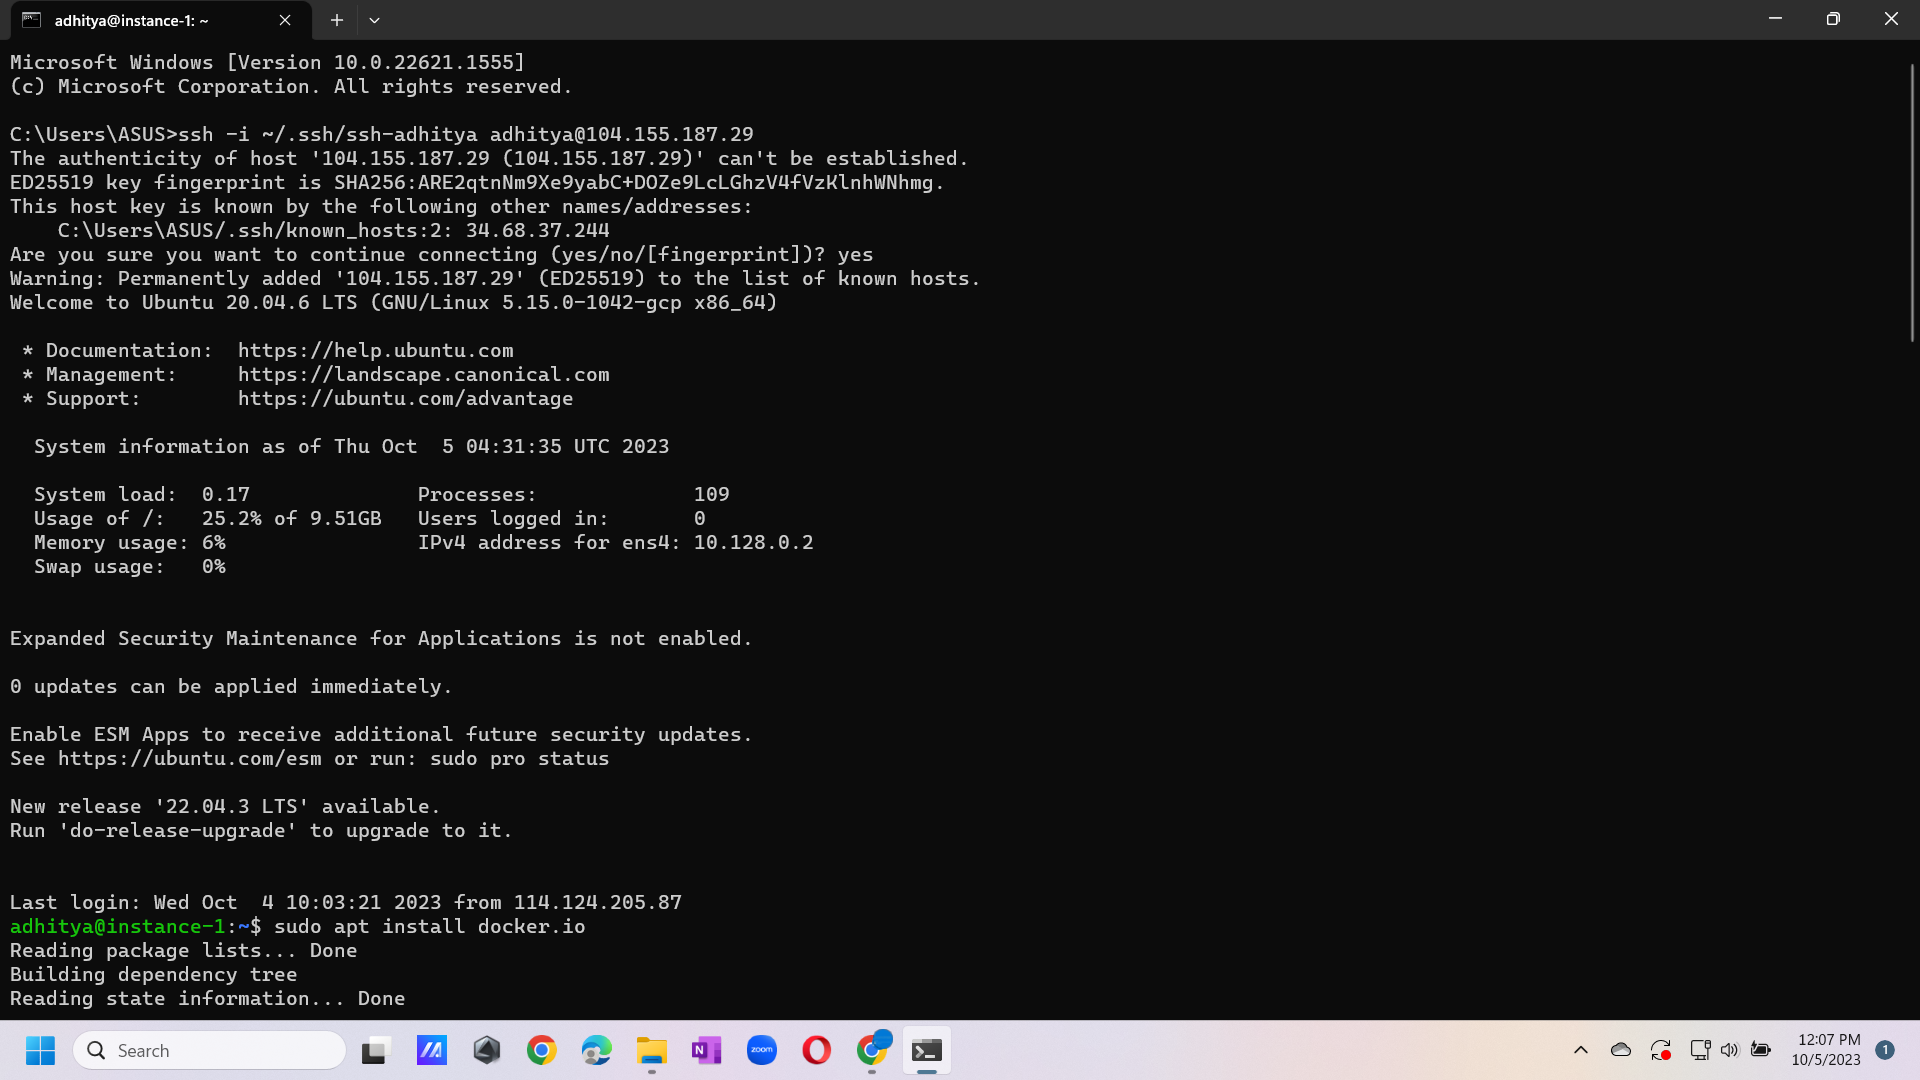 adhitya@instance-1: ~
Microsoft Windows [Version 10.0.22621.1555]
(c) Microsoft Corporation. All rights reserved.
C:\Users\ASUS>ssh -i ~/.ssh/ssh-adhitya adhitya@104.155.187.29
The authenticity of host '104.155.187.29 (104.155.187.29)' can't be established.
ED25519 key fingerprint is SHA256:ARE2qtnNm9Xe9yabC+DOZe9LcLGhzV4fVzKlnhWNhmg.
This host key is known by the following other names/addresses:
    C:\Users\ASUS/.ssh/known_hosts:2: 34.68.37.244
Are you sure you want to continue connecting (yes/no/[fingerprint])? yes
Warning: Permanently added '104.155.187.29' (ED25519) to the list of known hosts.
Welcome to Ubuntu 20.04.6 LTS (GNU/Linux 5.15.0-1042-gcp x86_64)
 * Documentation:  https://help.ubuntu.com
 * Management:     https://landscape.canonical.com
 * Support:        https://ubuntu.com/advantage
  System information as of Thu Oct  5 04:31:35 UTC 2023
  System load:  0.17              Processes:             109
  Usage of /:   25.2% of 9.51GB   Users logged in:       0
  Memory usage: 6%                IPv4 address for ens4: 10.128.0.2
  Swap usage:   0%
Expanded Security Maintenance for Applications is not enabled.
0 updates can be applied immediately.
Enable ESM Apps to receive additional future security updates.
See https://ubuntu.com/esm or run: sudo pro status
New release '22.04.3 LTS' available.
Run 'do-release-upgrade' to upgrade to it.
Last login: Wed Oct  4 10:03:21 2023 from 114.124.205.87
adhitya@instance-1:~$ sudo apt install docker.io
Reading package lists... Done
Building dependency tree
Reading state information... Done
Search
N
zoom
12:07 PM
10/5/2023
1